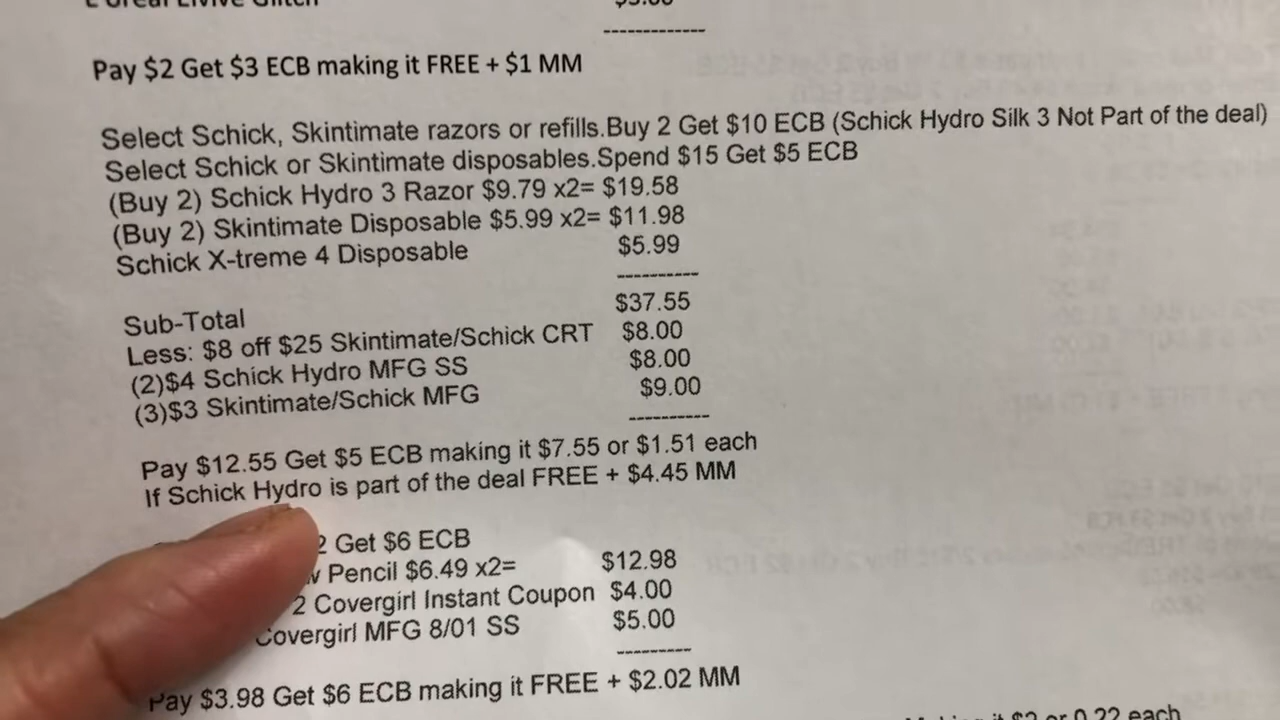 $3.00
-------------
Pay $2 Get $3 ECB making it FREE + $1 MM
Select Schick, Skintimate razors or refills.Buy 2 Get $10 ECB (Schick Hydro Silk 3 Not Part of the deal)
Select Schick or Skintimate disposables.Spend $15 Get $5 ECB
(Buy 2) Schick Hydro 3 Razor $9.79 x2= $19.58
(Buy 2) Skintimate Disposable $5.99 x2= $11.98
Schick X-treme 4 Disposable $5.99
----------
Sub-Total $37.55
Less: $8 off $25 Skintimate/Schick CRT $8.00
(2)$4 Schick Hydro MFG SS $8.00
(3)$3 Skintimate/Schick MFG $9.00
----------
Pay $12.55 Get $5 ECB making it $7.55 or $1.51 each
If Schick Hydro is part of the deal FREE + $4.45 MM
2 Get $6 ECB
Pencil $6.49 x2= $12.98
2 Covergirl Instant Coupon $4.00
Covergirl MFG 8/01 SS $5.00
---------
Pay $3.98 Get $6 ECB making it FREE + $2.02 MM
it $2 or 0.22 each